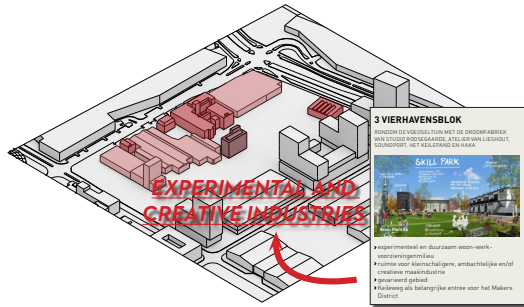 EXPERIMENTAL AND
CREATIVE INDUSTRIES
3 VIERHAVENSBLOK
RONDOM DE VOEDSELTUIN MET DE DROOMFABRIEK
VAN STUDIO ROOSEGAARDE, ATELIER VAN LIESHOUT,
SOUNDPORT, HET KEILEPAND EN HAKA
SKILL PARK
› experimenteel en duurzaam woon-werk-
voorzieningenmilieu
› ruimte voor kleinschaligere, ambachtelijke en/of
creatieve maakindustrie
› gevarieerd gebied
› Keileweg als belangrijke entree voor het Makers
District